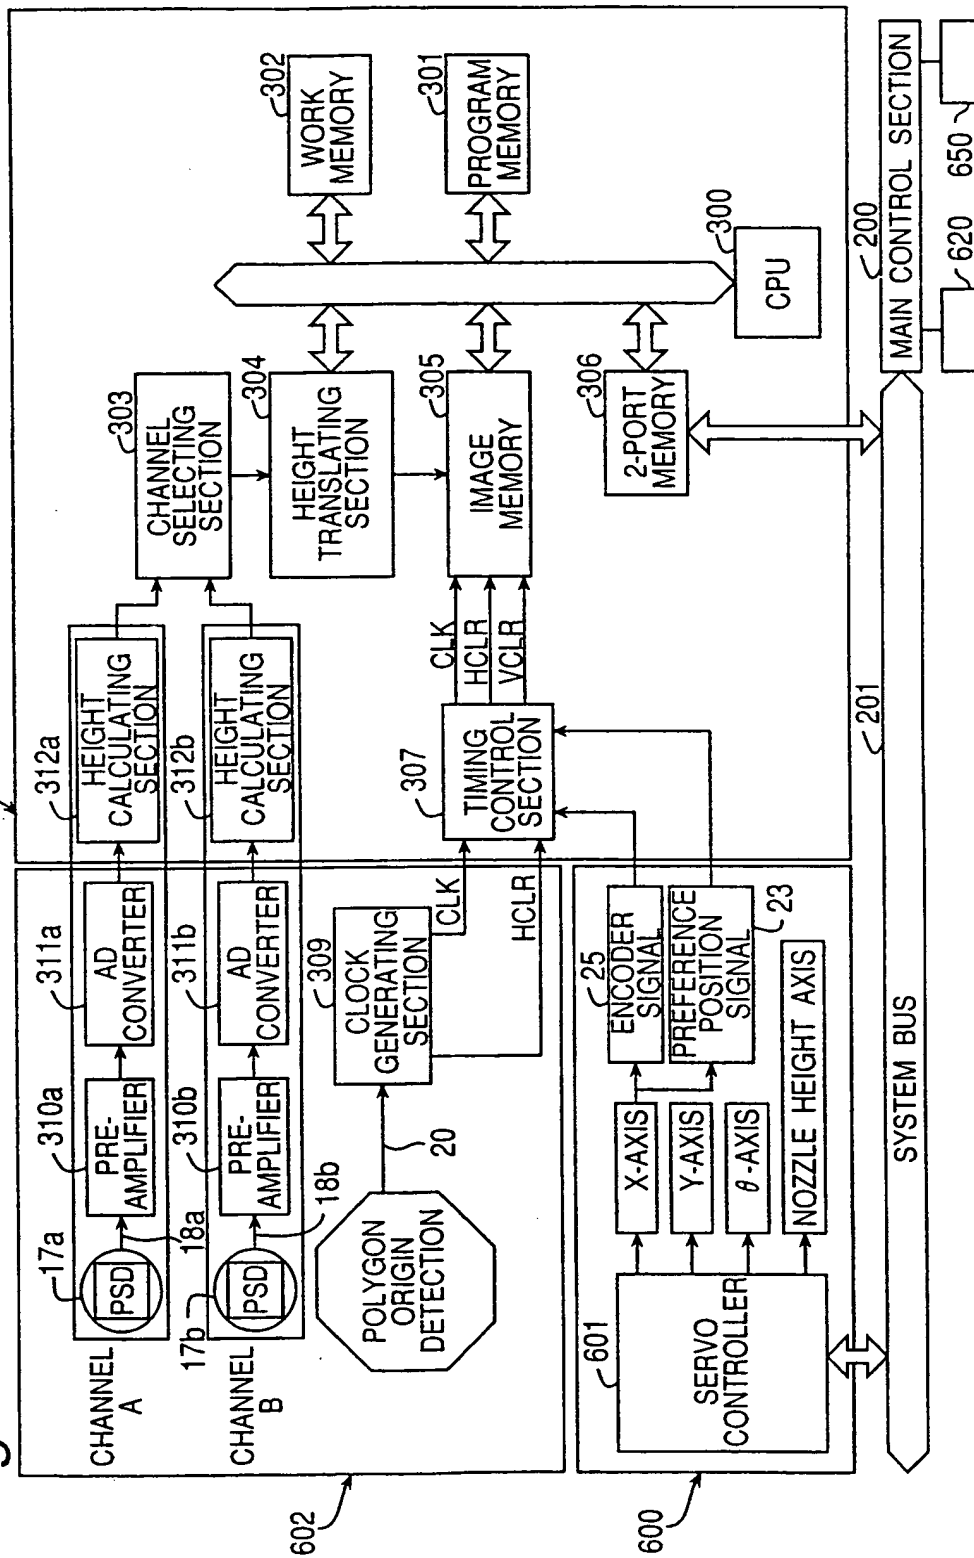 CHANNEL
A
17a
PSD
18a
310a
PRE-
AMPLIFIER
311a
AD
CONVERTER
312a
HEIGHT
CALCULATING
SECTION
CHANNEL
B
17b
PSD
18b
310b
PRE-
AMPLIFIER
311b
AD
CONVERTER
312b
HEIGHT
CALCULATING
SECTION
303
CHANNEL
SELECTING
SECTION
304
HEIGHT
TRANSLATING
SECTION
302
WORK
MEMORY
301
PROGRAM
MEMORY
POLYGON
ORIGIN
DETECTION
20
309
CLOCK
GENERATING
SECTION
CLK
HCLR
307
TIMING
CONTROL
SECTION
CLK
HCLR
VCLR
305
IMAGE
MEMORY
306
2-PORT
MEMORY
300
CPU
602
600
601
SERVO
CONTROLLER
X-AXIS
Y-AXIS
θ-AXIS
NOZZLE HEIGHT AXIS
25
ENCODER
SIGNAL
PREFERENCE
POSITION
SIGNAL
23
201
SYSTEM BUS
200
MAIN CONTROL SECTION
620
650